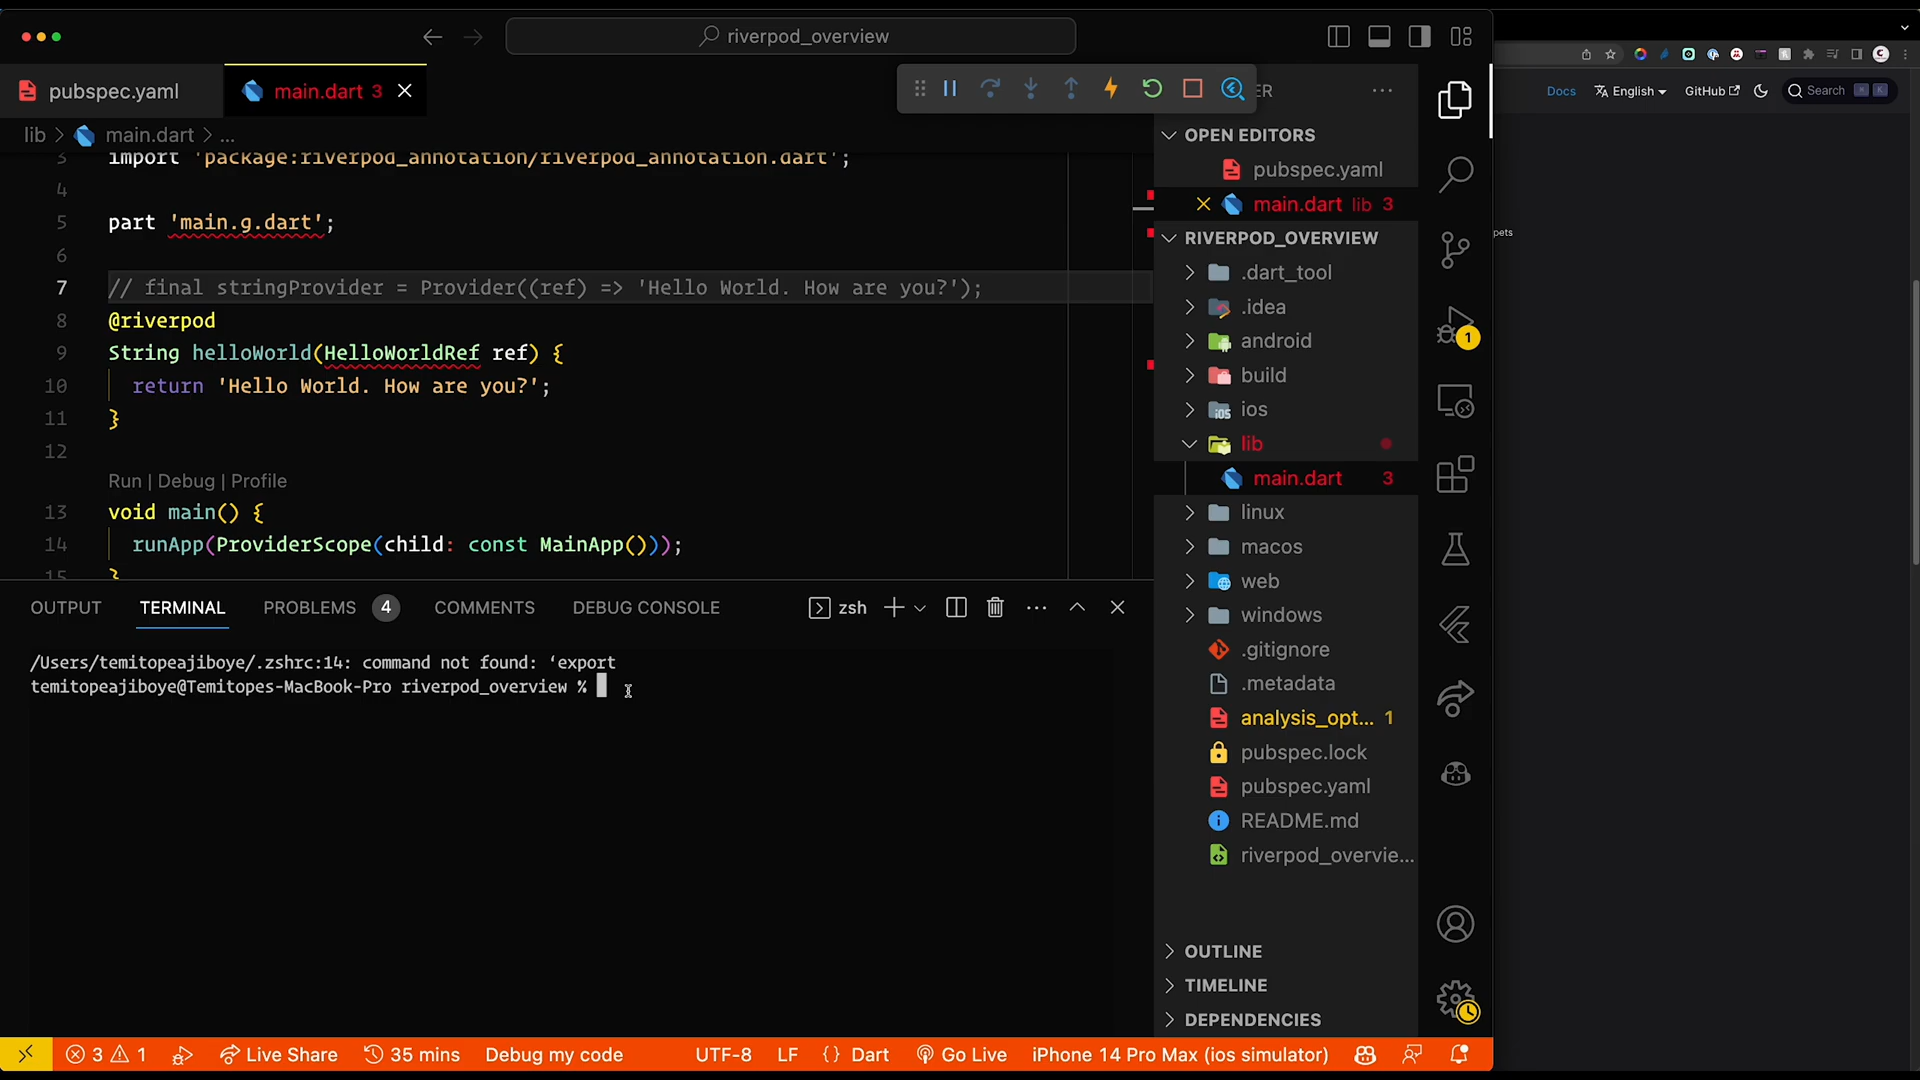 riverpod_overview
pubspec.yaml
main.dart 3
ER
Docs
English
GitHub
Search
K
lib > main.dart > ...
3 import 'package:riverpod_annotation/riverpod_annotation.dart';
4
5 part 'main.g.dart';
6
7 // final stringProvider = Provider((ref) => 'Hello World. How are you?');
8 @riverpod
9 String helloWorld(HelloWorldRef ref) {
10 return 'Hello World. How are you?';
11 }
12
Run | Debug | Profile
13 void main() {
14 runApp(ProviderScope(child: const MainApp()));
15 }
OPEN EDITORS
pubspec.yaml
main.dart lib 3
RIVERPOD_OVERVIEW
.dart_tool
.idea
android
build
ios
lib
main.dart 3
linux
macos
web
windows
.gitignore
.metadata
analysis_opt... 1
pubspec.lock
pubspec.yaml
README.md
riverpod_overvie...
OUTLINE
TIMELINE
DEPENDENCIES
1
pets
OUTPUT TERMINAL PROBLEMS 4 COMMENTS DEBUG CONSOLE
zsh
/Users/temitopeajiboye/.zshrc:14: command not found: ‘export
temitopeajiboye@Temitopes-MacBook-Pro riverpod_overview %
3 1 Live Share 35 mins Debug my code UTF-8 LF {} Dart Go Live iPhone 14 Pro Max (ios simulator)